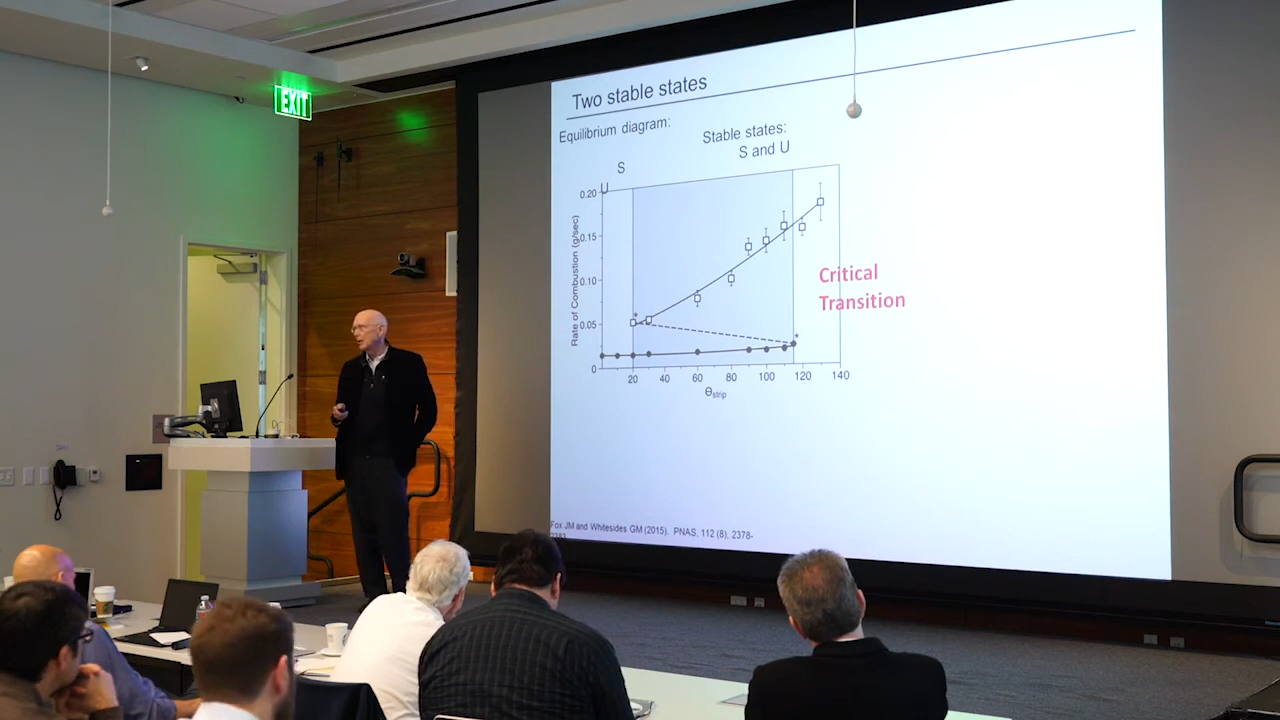 EXIT
Two stable states
Equilibrium diagram:
Stable states:
S and U
S
U
0.20
0.15
0.10
0.05
0
Rate of Combustion (g/sec)
20
40
60
80
100
120
140
Θstrip
Critical
Transition
Fox JM and Whitesides GM (2015). PNAS, 112 (8), 2378-
2383